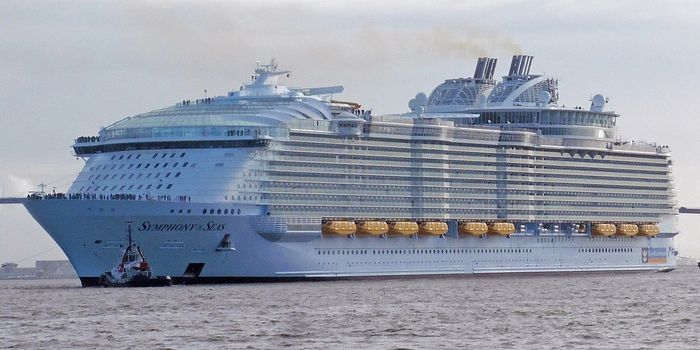 SYMPHONY OF THE SEAS